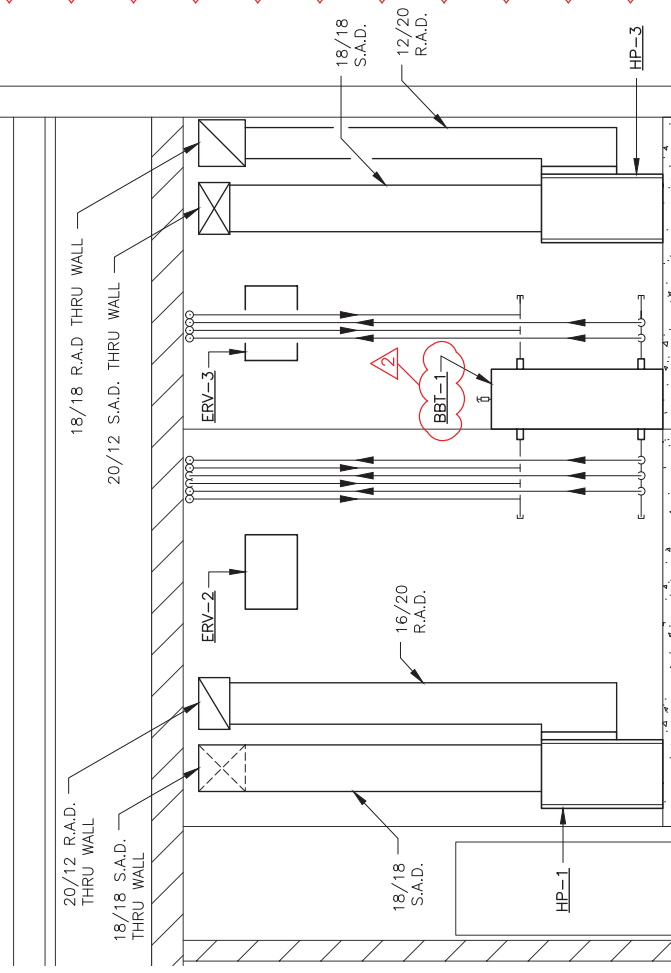 18/18 R.A.D THRU WALL
20/12 S.A.D. THRU WALL
18/18
S.A.D.
12/20
R.A.D.
HP-3
ERV-3
2
BBT-1
ERV-2
16/20
R.A.D.
20/12 R.A.D.
THRU WALL
18/18 S.A.D.
THRU WALL
18/18
S.A.D.
HP-1